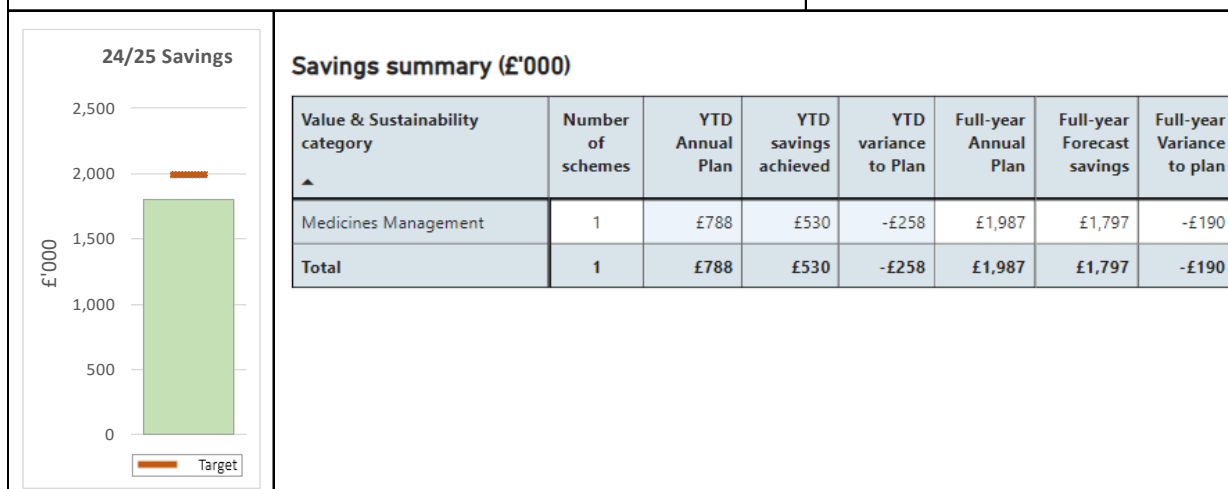 24/25 Savings
2,500
2,000
1,500
1,000
500
0
£'000
Target
Savings summary (£'000)
Value & Sustainability category Number of schemes YTD Annual Plan YTD savings achieved YTD variance to Plan Full-year Annual Plan Full-year Forecast savings Full-year Variance to plan
Medicines Management 1 £788 £530 -£258 £1,987 £1,797 -£190
Total 1 £788 £530 -£258 £1,987 £1,797 -£190